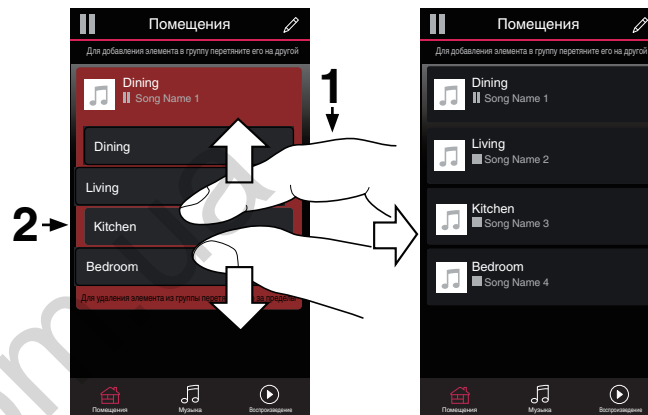 Помещения
Для добавления элемента в группу перетяните его на другой
Dining
Song Name 1
1
Dining
Living
2
Kitchen
Bedroom
Для удаления элемента из группы за пределы
Помещения
Музыка
Воспроизведение
Помещения
Для добавления элемента в группу перетяните его на другой
Dining
Song Name 1
Living
Song Name 2
Kitchen
Song Name 3
Bedroom
Song Name 4
Помещения
Музыка
Воспроизведение